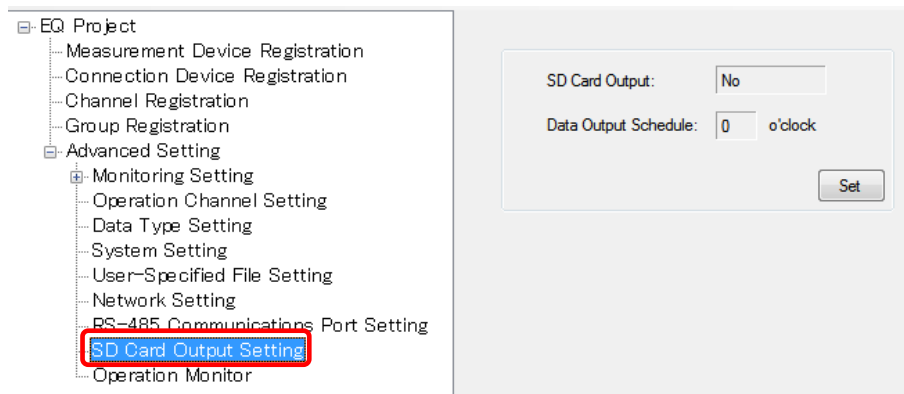 EQ Project
Measurement Device Registration
Connection Device Registration
Channel Registration
Group Registration
Advanced Setting
Monitoring Setting
Operation Channel Setting
Data Type Setting
System Setting
User-Specified File Setting
Network Setting
RS-485 Communications Port Setting
SD Card Output Setting
Operation Monitor
SD Card Output: No
Data Output Schedule: 0 o'clock
Set